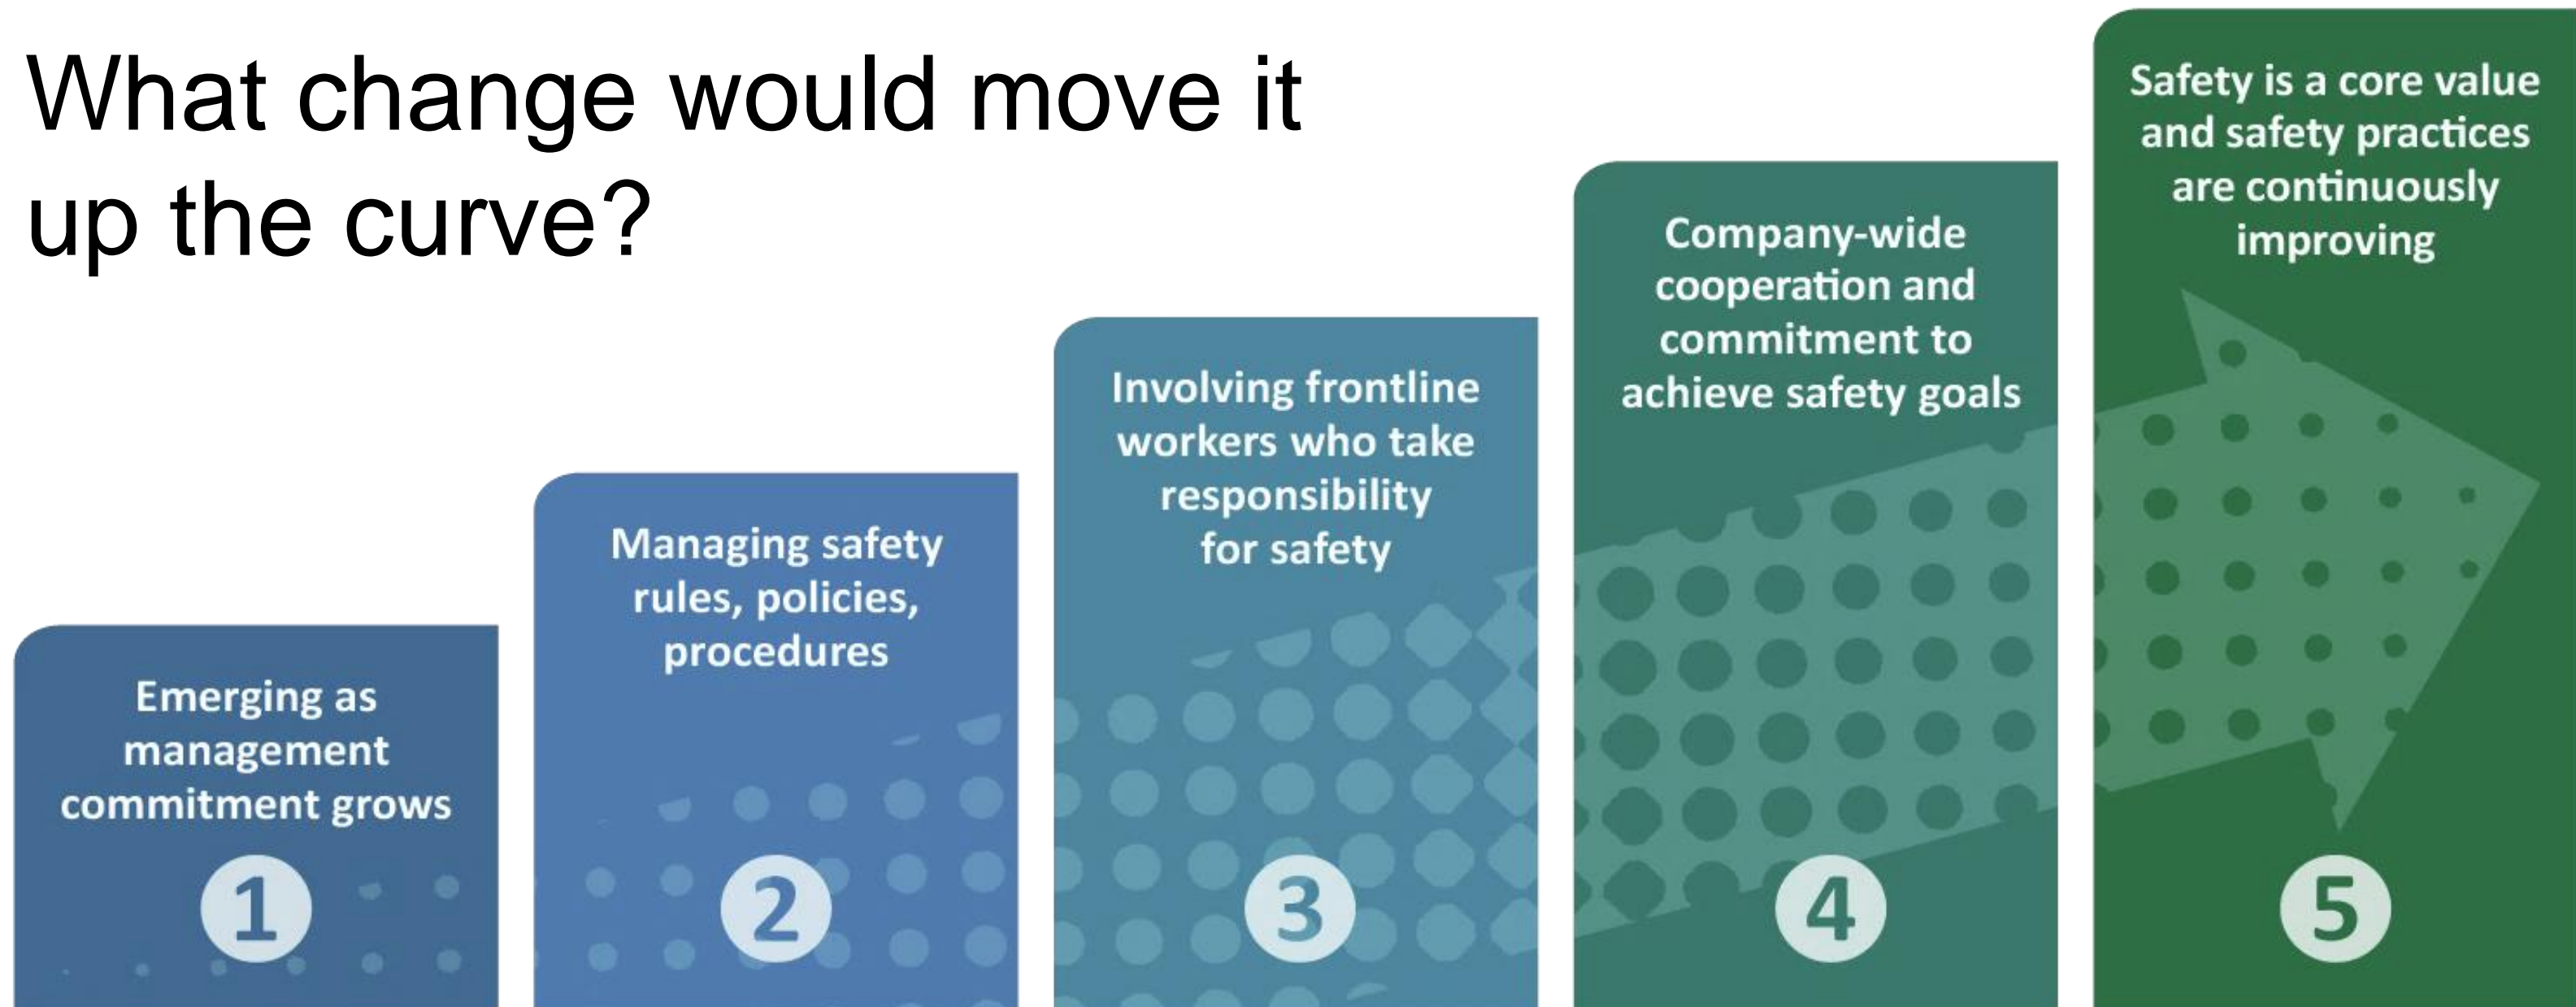 What change would move it
up the curve?
Emerging as
management
commitment grows
1
Managing safety
rules, policies,
procedures
2
Involving frontline
workers who take
responsibility
for safety
3
Company-wide
cooperation and
commitment to
achieve safety goals
4
Safety is a core value
and safety practices
are continuously
improving
5